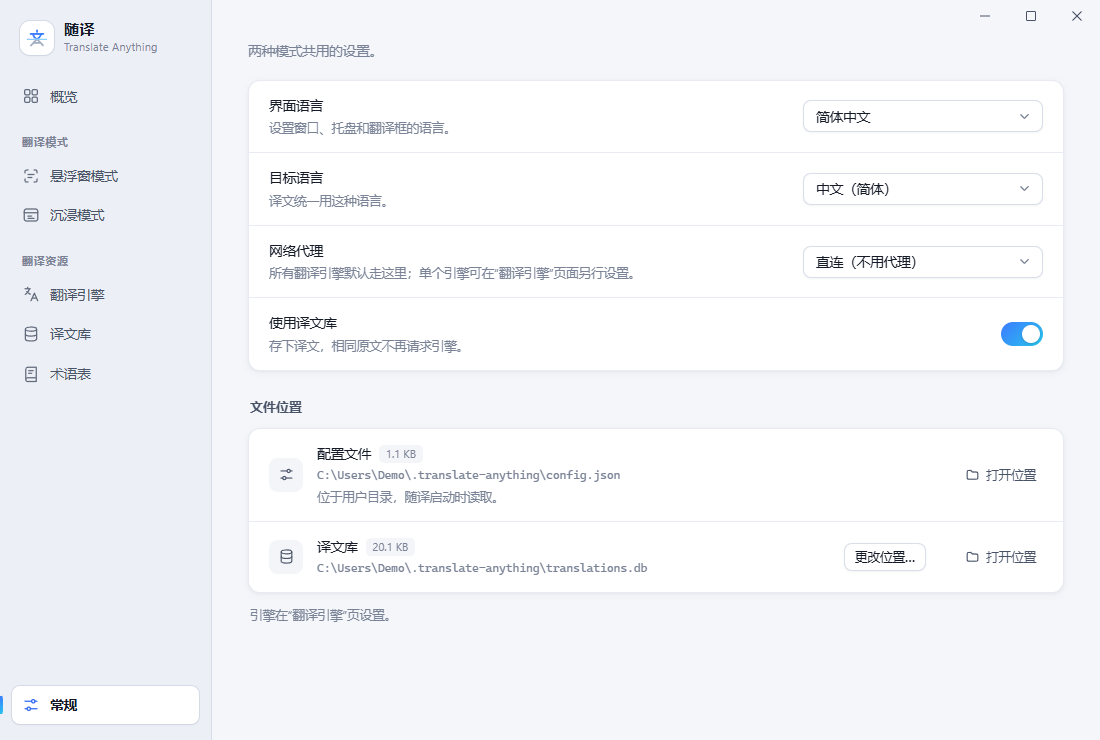 随译
Translate Anything
概览
翻译模式
悬浮窗模式
沉浸模式
翻译资源
翻译引擎
译文库
术语表
常规
两种模式共用的设置。
界面语言
设置窗口、托盘和翻译框的语言。
简体中文
目标语言
译文统一用这种语言。
中文（简体）
网络代理
所有翻译引擎默认走这里；单个引擎可在“翻译引擎”页面另行设置。
直连（不用代理）
使用译文库
存下译文，相同原文不再请求引擎。
文件位置
配置文件 1.1 KB
C:\Users\Demo\.translate-anything\config.json
位于用户目录，随译启动时读取。
打开位置
译文库 20.1 KB
C:\Users\Demo\.translate-anything\translations.db
更改位置... 打开位置
引擎在“翻译引擎”页设置。